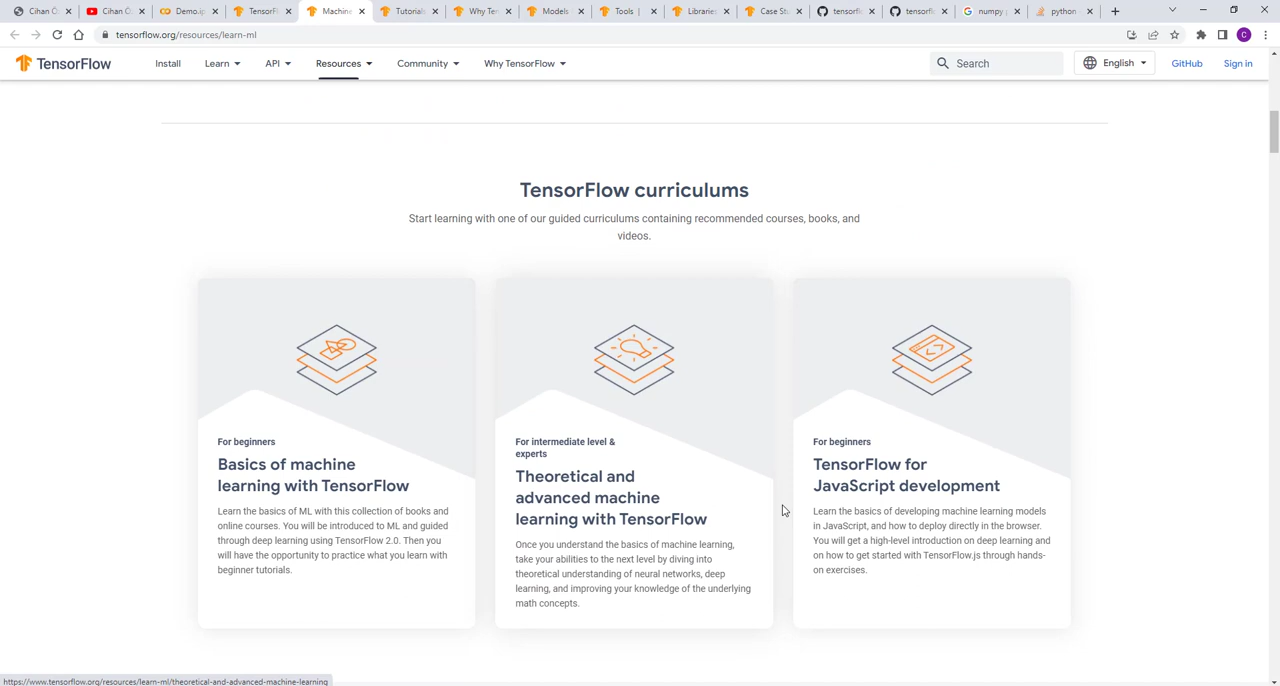 Cihan Ö
Cihan Ö
Demo.ip
TensorFl
Machine
Tutorials
Why Ten
Models
Tools |
Libraries
Case Stu
tensorfl
tensorfl
numpy p
python
tensorflow.org/resources/learn-ml
C
TensorFlow
Install
Learn
API
Resources
Community
Why TensorFlow
Search
English
GitHub
Sign in
TensorFlow curriculums
Start learning with one of our guided curriculums containing recommended courses, books, and
videos.
For beginners
Basics of machine
learning with TensorFlow
Learn the basics of ML with this collection of books and
online courses. You will be introduced to ML and guided
through deep learning using TensorFlow 2.0. Then you
will have the opportunity to practice what you learn with
beginner tutorials.
For intermediate level &
experts
Theoretical and
advanced machine
learning with TensorFlow
Once you understand the basics of machine learning,
take your abilities to the next level by diving into
theoretical understanding of neural networks, deep
learning, and improving your knowledge of the underlying
math concepts.
For beginners
TensorFlow for
JavaScript development
Learn the basics of developing machine learning models
in JavaScript, and how to deploy directly in the browser.
You will get a high-level introduction on deep learning and
on how to get started with TensorFlow.js through hands-
on exercises.
https://www.tensorflow.org/resources/learn-ml/theoretical-and-advanced-machine-learning